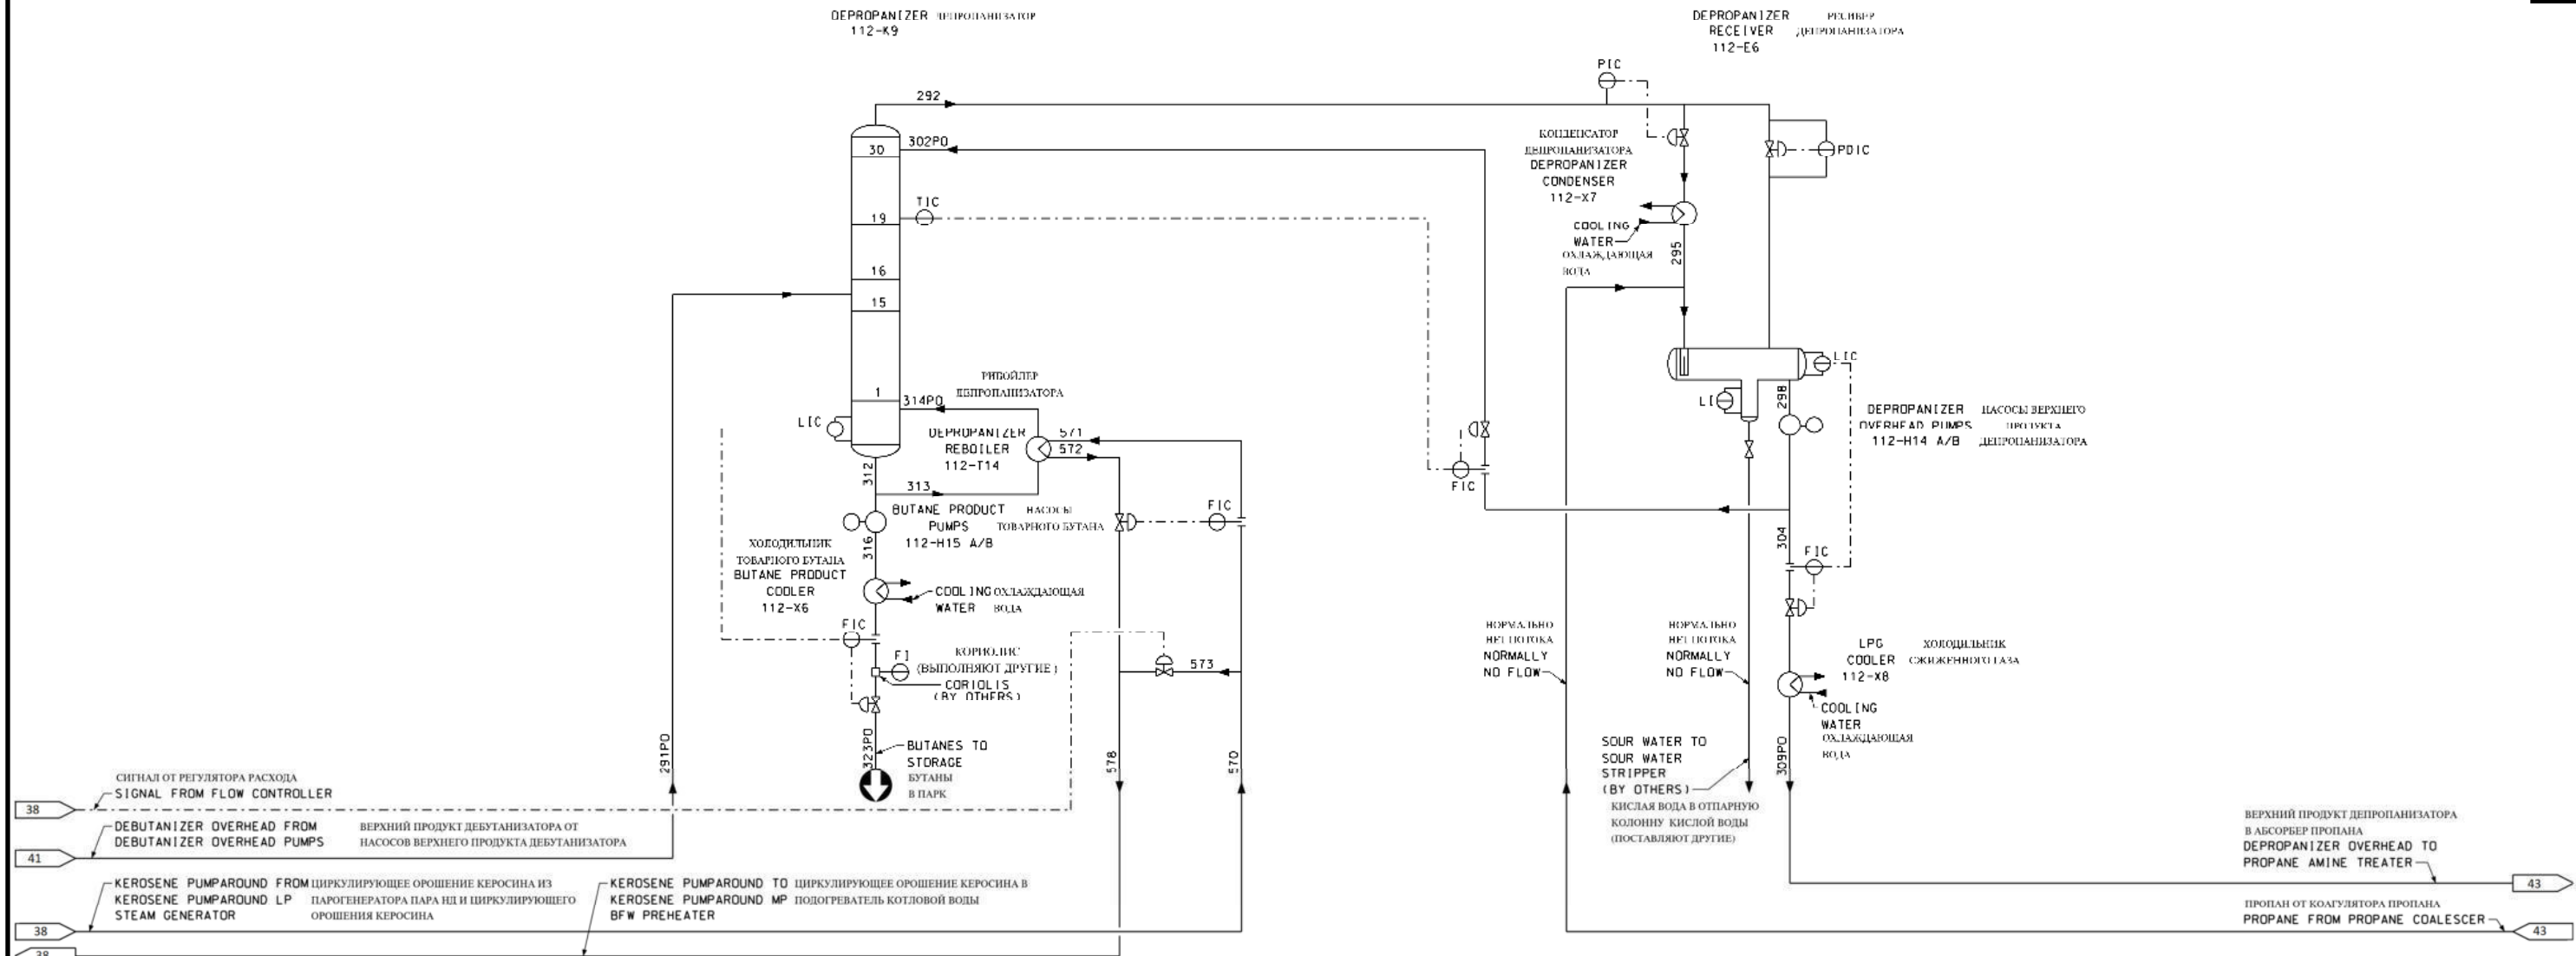 DEPROPANIZER ДЕПРОПАНИЗАТОР
112-K9
DEPROPANIZER РЕСИВЕР
RECEIVER ДЕПРОПАНИЗАТОРА
112-E6
PIC
292
302PO
30
КОНДЕНСАТОР
ДЕПРОПАНИЗАТОРА
DEPROPANIZER
CONDENSER
112-X7
PDIC
TIC
19
COOLING
WATER
ОХЛАЖДАЮЩАЯ
ВОДА
295
16
15
РИБОЙЛЕР
ДЕПРОПАНИЗАТОРА
1
314PO
LIC
DEPROPANIZER
REBOILER
112-T14
571
572
312
313
LIC
LI
298
DEPROPANIZER НАСОСЫ ВЕРХНЕГО
OVERHEAD PUMPS ПРОДУКТА
112-H14 A/B ДЕПРОПАНИЗАТОРА
FIC
BUTANE PRODUCT НАСОСЫ
PUMPS ТОВАРНОГО БУТАНА
112-H15 A/B
FIC
316
ХОЛОДИЛЬНИК
ТОВАРНОГО БУТАНА
BUTANE PRODUCT
COOLER
112-X6
COOLING ОХЛАЖДАЮЩАЯ
WATER ВОДА
304
FIC
FIC
FI
КОРИОЛИС
(ВЫПОЛНЯЮТ ДРУГИЕ )
CORIOLIS
(BY OTHERS)
573
НОРМАЛЬНО
НЕТ ПОТОКА
NORMALLY
NO FLOW
НОРМАЛЬНО
НЕТ ПОТОКА
NORMALLY
NO FLOW
LPG ХОЛОДИЛЬНИК
COOLER СЖИЖЕННОГО ГАЗА
112-X8
COOLING
WATER
ОХЛАЖДАЮЩАЯ
ВОДА
291PO
323PO
BUTANES TO
STORAGE
БУТАНЫ
В ПАРК
578
570
SOUR WATER TO
SOUR WATER
STRIPPER
(BY OTHERS)
КИСЛАЯ ВОДА В ОТПАРНУЮ
КОЛОННУ КИСЛОЙ ВОДЫ
(ПОСТАВЛЯЮТ ДРУГИЕ)
309PO
СИГНАЛ ОТ РЕГУЛЯТОРА РАСХОДА
SIGNAL FROM FLOW CONTROLLER
38
DEBUTANIZER OVERHEAD FROM ВЕРХНИЙ ПРОДУКТ ДЕБУТАНИЗАТОРА ОТ
DEBUTANIZER OVERHEAD PUMPS НАСОСОВ ВЕРХНЕГО ПРОДУКТА ДЕБУТАНИЗАТОРА
41
KEROSENE PUMPAROUND FROM ЦИРКУЛИРУЮЩЕЕ ОРОШЕНИЕ КЕРОСИНА ИЗ
KEROSENE PUMPAROUND LP ПАРОГЕНЕРАТОРА ПАРА НД И ЦИРКУЛИРУЮЩЕГО
STEAM GENERATOR ОРОШЕНИЯ КЕРОСИНА
38
KEROSENE PUMPAROUND TO ЦИРКУЛИРУЮЩЕЕ ОРОШЕНИЕ КЕРОСИНА В
KEROSENE PUMPAROUND MP ПОДОГРЕВАТЕЛЬ КОТЛОВОЙ ВОДЫ
BFW PREHEATER
38
ВЕРХНИЙ ПРОДУКТ ДЕПРОПАНИЗАТОРА
В АБСОРБЕР ПРОПАНА
DEPROPANIZER OVERHEAD TO
PROPANE AMINE TREATER
43
ПРОПАН ОТ КОАГУЛЯТОРА ПРОПАНА
PROPANE FROM PROPANE COALESCER
43